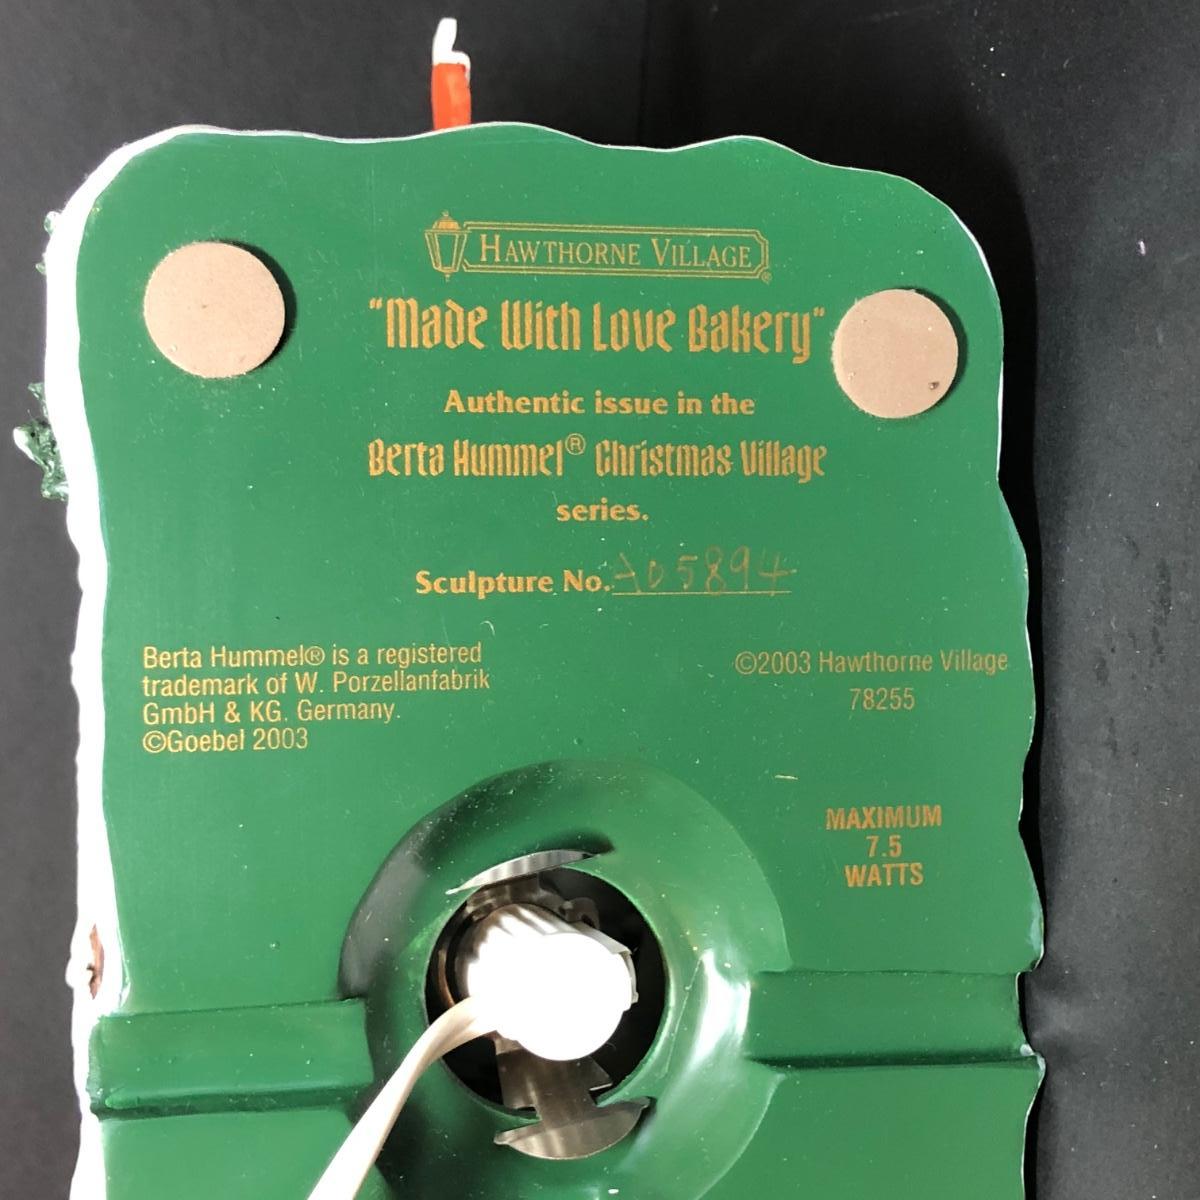 HAWTHORNE VILLAGE®
"Made With Love Bakery"
Authentic issue in the
Berta Hummel® Christmas Village
series.
Sculpture No. A05894
Berta Hummel® is a registered
trademark of W. Porzellanfabrik
GmbH & KG. Germany.
©Goebel 2003
©2003 Hawthorne Village
78255
MAXIMUM
7.5
WATTS